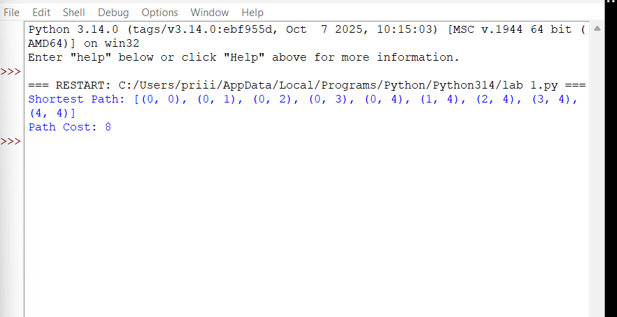 File Edit Shell Debug Options Window Help
Python 3.14.0 (tags/v3.14.0:ebf955d, Oct  7 2025, 10:15:03) [MSC v.1944 64 bit (
AMD64)] on win32
Enter "help" below or click "Help" above for more information.
>>>
=== RESTART: C:/Users/priii/AppData/Local/Programs/Python/Python314/lab 1.py ===
Shortest Path: [(0, 0), (0, 1), (0, 2), (0, 3), (0, 4), (1, 4), (2, 4), (3, 4),
(4, 4)]
Path Cost: 8
>>>